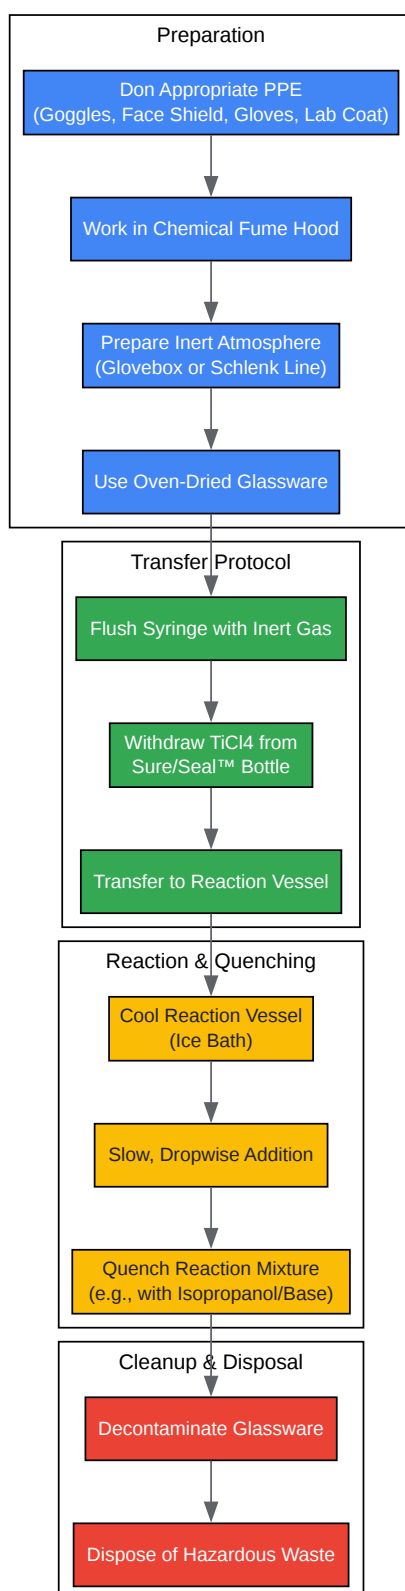 Preparation
Don Appropriate PPE
(Goggles, Face Shield, Gloves, Lab Coat)
Work in Chemical Fume Hood
Prepare Inert Atmosphere
(Glovebox or Schlenk Line)
Use Oven-Dried Glassware
Transfer Protocol
Flush Syringe with Inert Gas
Withdraw TiCl4 from
Sure/Seal™ Bottle
Transfer to Reaction Vessel
Reaction & Quenching
Cool Reaction Vessel
(Ice Bath)
Slow, Dropwise Addition
Quench Reaction Mixture
(e.g., with Isopropanol/Base)
Cleanup & Disposal
Decontaminate Glassware
Dispose of Hazardous Waste